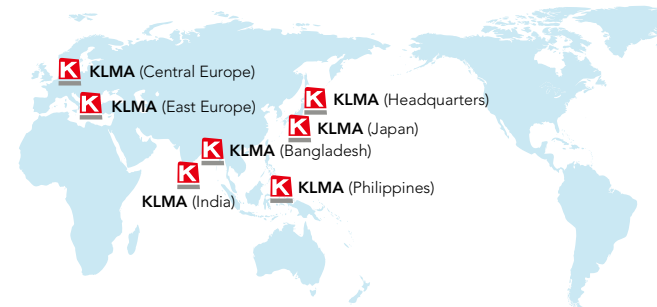 K KLMA (Central Europe)
K KLMA (East Europe)
K KLMA (Headquarters)
K KLMA (Japan)
K KLMA (Bangladesh)
K
KLMA (India)
K KLMA (Philippines)